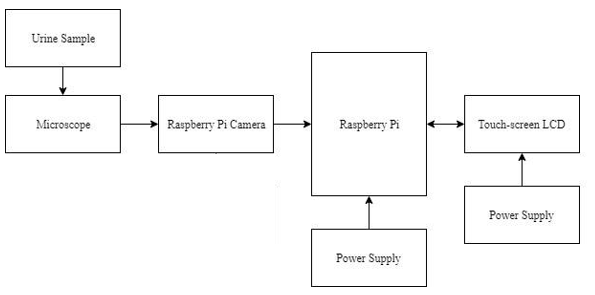 Urine Sample
Microscope
Raspberry Pi Camera
Raspberry Pi
Touch-screen LCD
Power Supply
Power Supply